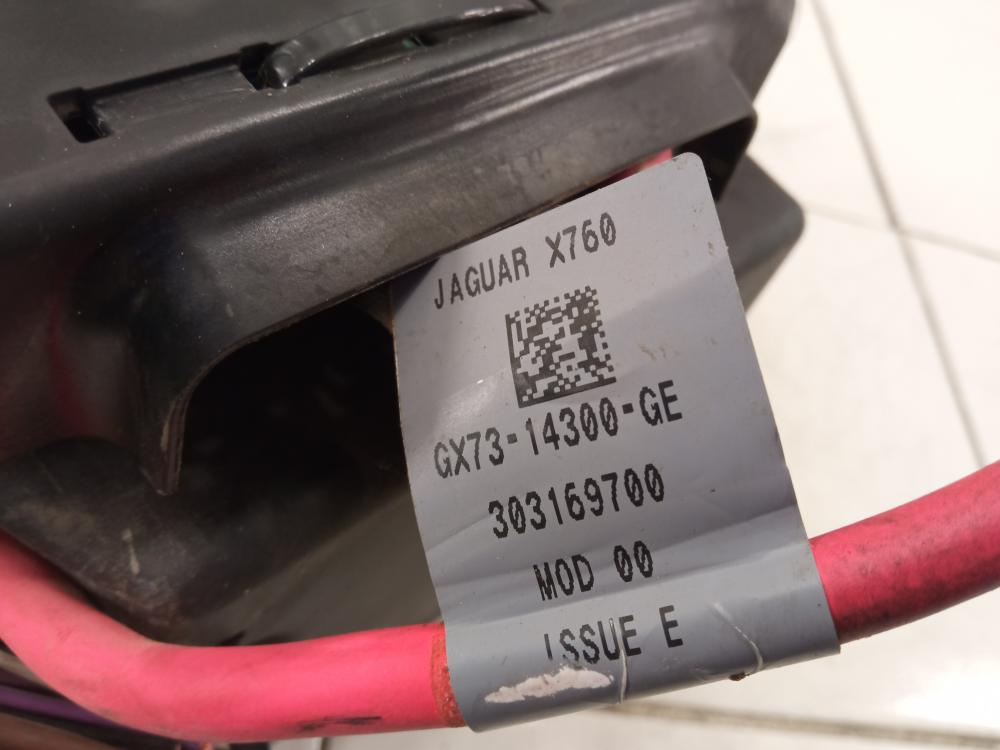 JAGUAR X760
GX73-14300-GE
303169700
MOD 00
ISSUE E